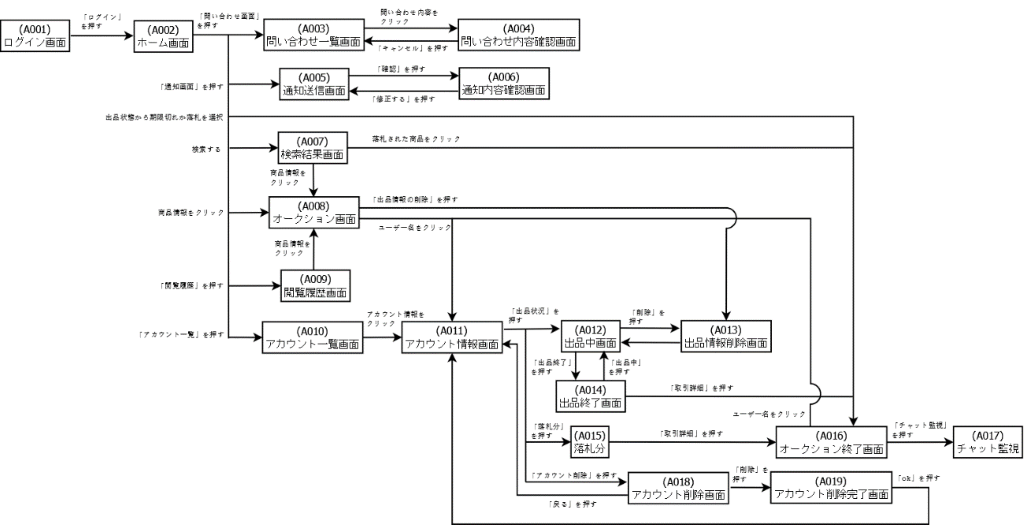 (A001)
ログイン画面
「ログイン」
を押す
(A002)
ホーム画面
「問い合わせ画面」
を押す
(A003)
問い合わせ一覧画面
問い合わせ内容を
クリック
「キャンセル」を押す
(A004)
問い合わせ内容確認画面
「通知画面」を押す
(A005)
通知送信画面
「確認」を押す
「修正する」を押す
(A006)
通知内容確認画面
出品状態から期限切れか落札を選択
検索する
(A007)
検索結果画面
落札された商品をクリック
商品情報を
クリック
商品情報をクリック
(A008)
オークション画面
「出品情報の削除」を押す
ユーザー名をクリック
商品情報を
クリック
「閲覧履歴」を押す
(A009)
閲覧履歴画面
「アカウント一覧」を押す
(A010)
アカウント一覧画面
アカウント情報を
クリック
(A011)
アカウント情報画面
「出品状況」を
押す
(A012)
出品中画面
「削除」を
押す
(A013)
出品情報削除画面
「出品終了」
を押す
「出品中」
を押す
(A014)
出品終了画面
「取引詳細」を押す
ユーザー名をクリック
「落札分」
を押す
(A015)
落札分
「取引詳細」を押す
(A016)
オークション終了画面
「チャット監視」
を押す
(A017)
チャット監視
「アカウント削除」を押す
「戻る」を押す
(A018)
アカウント削除画面
「削除」を
押す
(A019)
アカウント削除完了画面
「ok」を押す